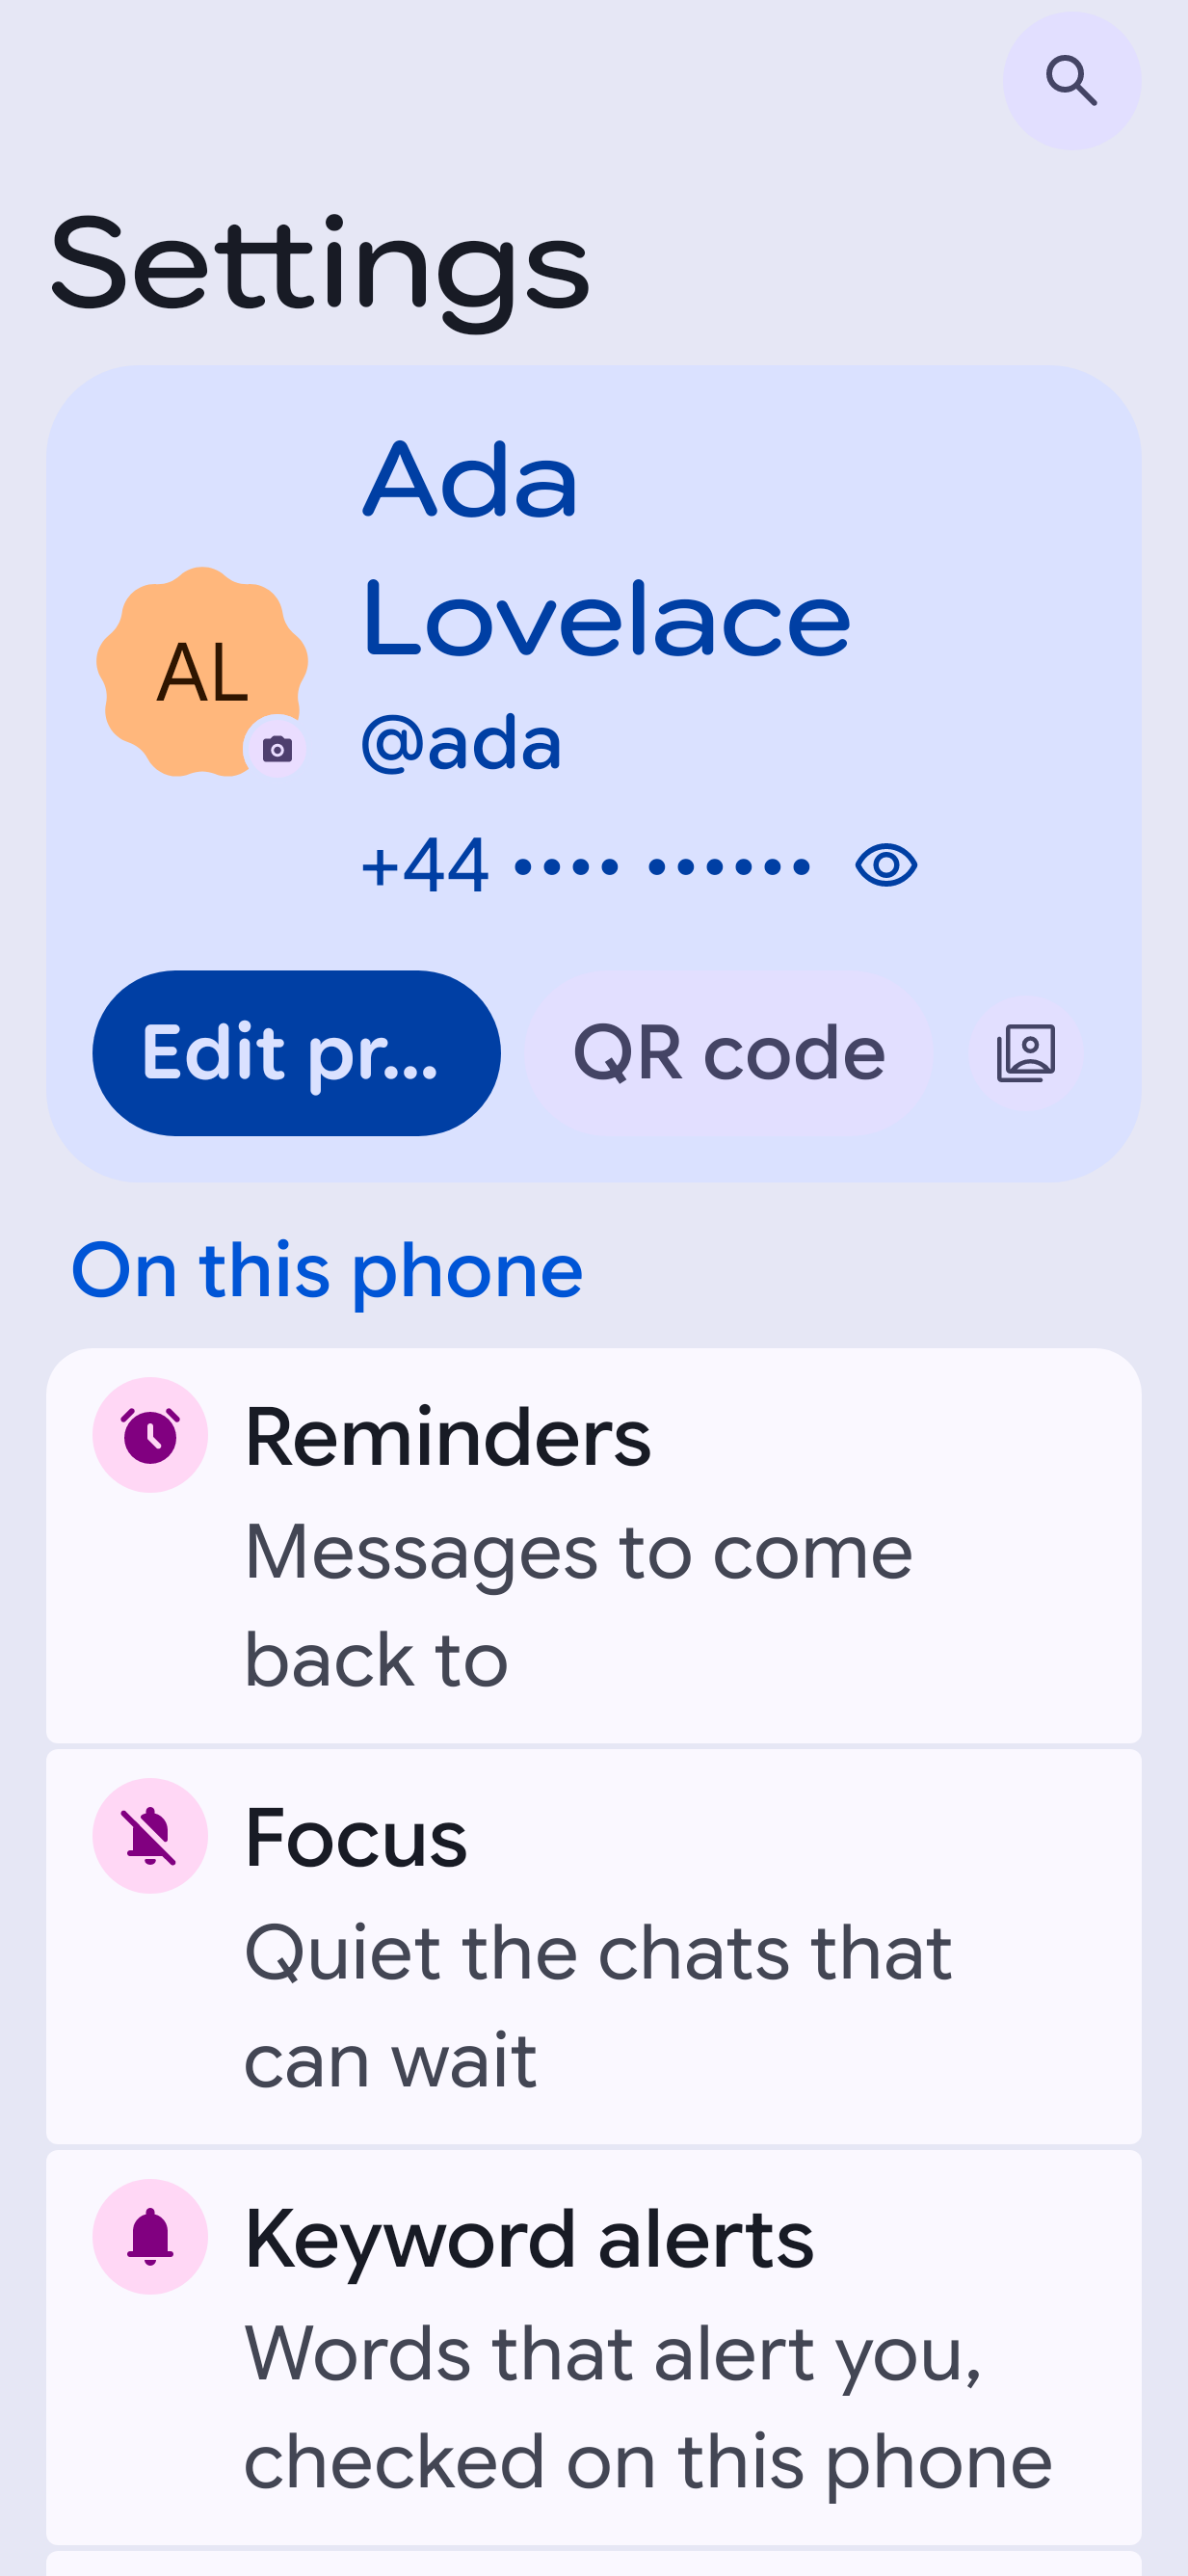 Settings
Ada
Lovelace
AL
@ada
+44 •••• ••••••
Edit pr...
QR code
On this phone
Reminders
Messages to come
back to
Focus
Quiet the chats that
can wait
Keyword alerts
Words that alert you,
checked on this phone